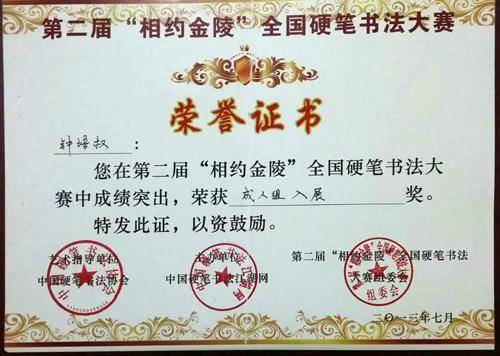 第二届“相约金陵”全国硬笔书法大赛
荣誉证书
钟培权：
您在第二届“相约金陵”全国硬笔书法大
赛中成绩突出，荣获 成人组入展 奖。
特发此证，以资鼓励。
艺术指导单位 主办单位 第二届“相约金陵”全国硬笔书法
中国硬笔书法协会 中国硬笔书法江湖网 大赛组委会
组委会
二〇一三年七月